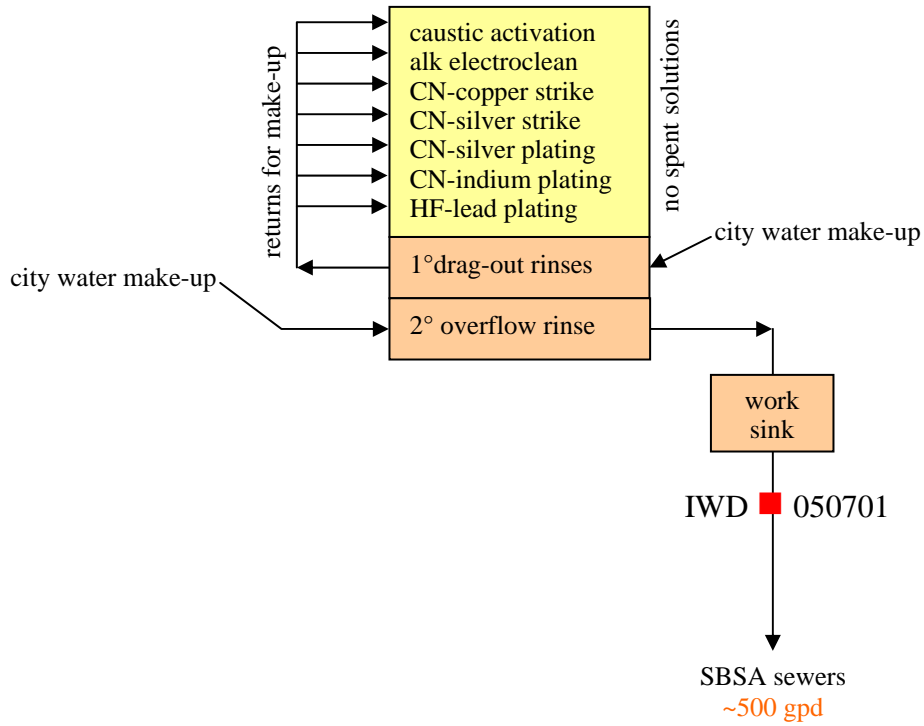 caustic activation
alk electroclean
CN-copper strike
CN-silver strike
CN-silver plating
CN-indium plating
HF-lead plating
returns for make-up
no spent solutions
city water make-up
1°drag-out rinses
city water make-up
2° overflow rinse
work
sink
IWD 050701
SBSA sewers
~500 gpd